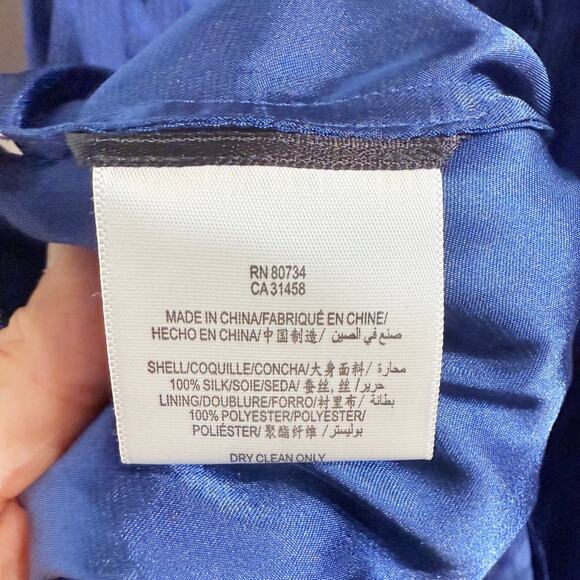 RN 80734
CA 31458
MADE IN CHINA/FABRIQUÉ EN CHINE/
HECHO EN CHINA/中国制造/ صنع في الصين /
SHELL/COQUILLE/CONCHA/大身面料/ محارة /
100% SILK/SOIE/SEDA/ 蚕丝, 丝 / حرير/
LINING/DOUBLURE/FORRO/衬里布/ بطانة /
100% POLYESTER/POLYESTER/
POLIÉSTER/ 聚酯纤维 / بوليستر /
DRY CLEAN ONLY